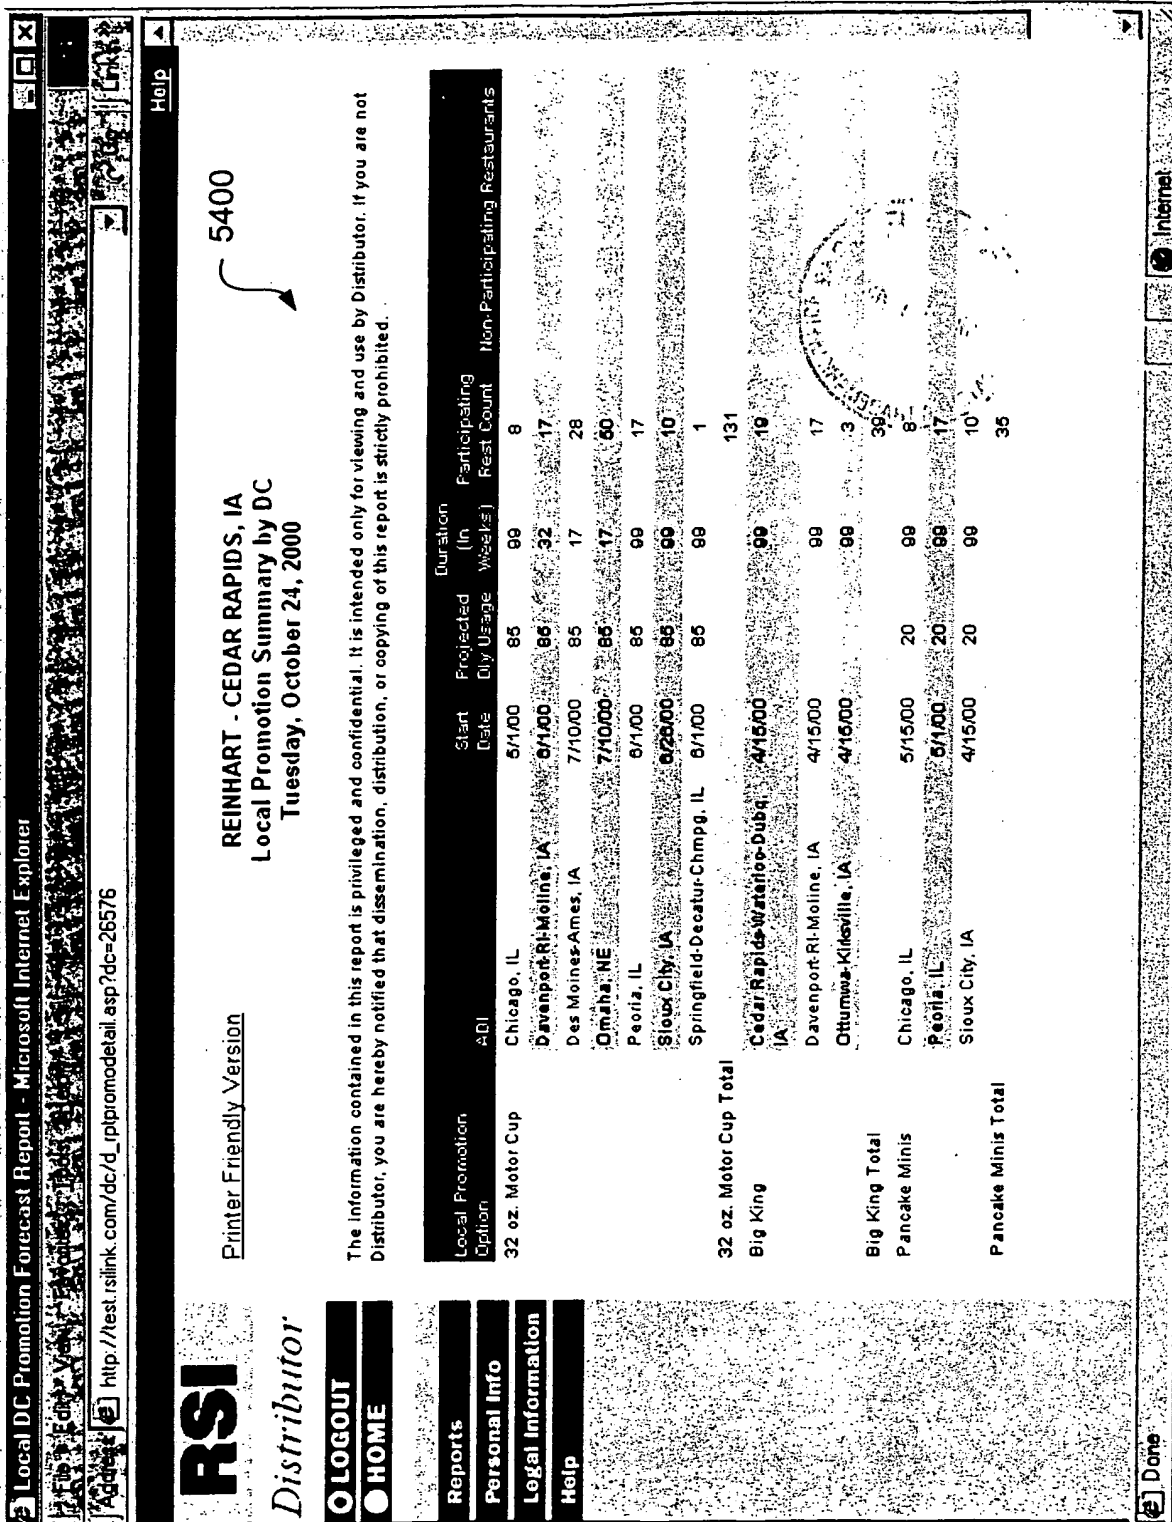 Local DC Promotion Forecast Report - Microsoft Internet Explorer
Address http://test.rsilink.com/dc/d_rptpromodetail.asp?dc=26576 Links
Help
RSI
Distributor
LOGOUT
HOME
Reports
Personal Info
Legal Information
Help
Printer Friendly Version
REINHART - CEDAR RAPIDS, IA
Local Promotion Summary by DC
Tuesday, October 24, 2000
5400
The information contained in this report is privileged and confidential. It is intended only for viewing and use by Distributor. If you are not
Distributor, you are hereby notified that dissemination, distribution, or copying of this report is strictly prohibited.
Local Promotion Option ADI Start Date Projected Dly Usage Duration (In Weeks) Participating Rest Count Non-Participating Restaurants
32 oz. Motor Cup Chicago, IL 5/1/00 85 99 8
Davenport-RI-Moline, IA 6/1/00 85 32 17
Des Moines-Ames, IA 7/10/00 85 17 28
Omaha, NE 7/10/00 85 17 50
Peoria, IL 6/1/00 85 99 17
Sioux City, IA 6/26/00 85 99 10
Springfield-Decatur-Chmpg, IL 6/1/00 85 99 1
32 oz. Motor Cup Total 131
Big King Cedar Rapids-Waterloo-Dubq, 4/15/00 99 19
IA
Davenport-RI-Moline, IA 4/15/00 99 17
Ottumwa-Kirksville, IA 4/15/00 99 3
Big King Total 39
Pancake Minis Chicago, IL 5/15/00 20 99 8
Peoria, IL 5/1/00 20 99 17
Sioux City, IA 4/15/00 20 99 10
Pancake Minis Total 35
Done Internet